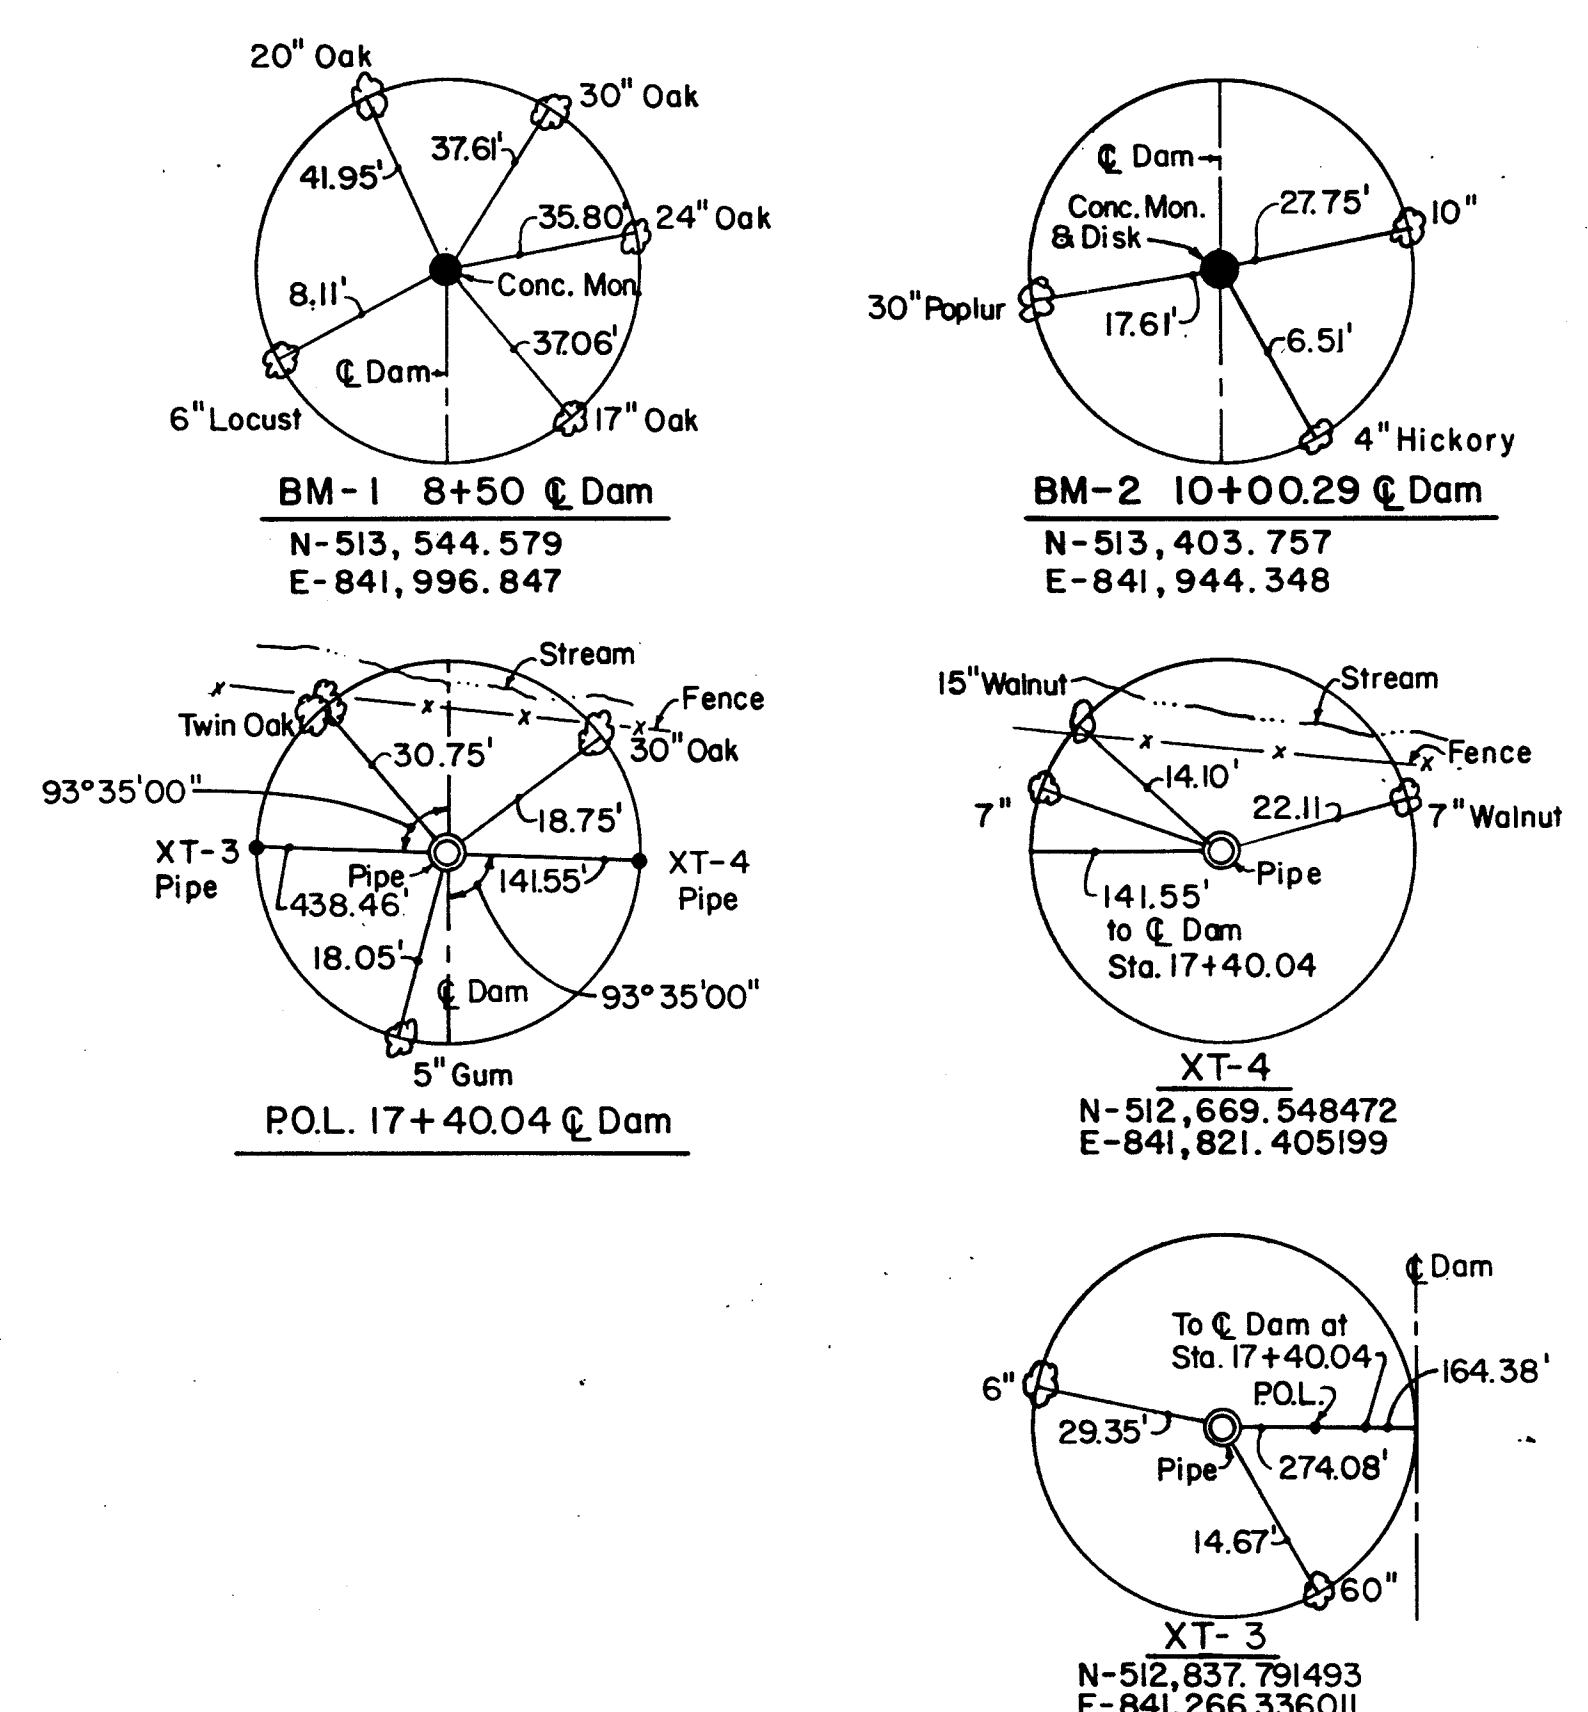 20" Oak
30" Oak
37.61'
41.95'
35.80'
24" Oak
Conc. Mon.
8.11'
37.06'
℄ Dam
6" Locust
17" Oak
BM-1 8+50 ℄ Dam
N-513, 544.579
E-841, 996.847
℄ Dam
Conc. Mon.
& Disk
27.75'
10"
30" Poplur
17.61'
6.51'
4" Hickory
BM-2 10+00.29 ℄ Dam
N-513, 403.757
E-841, 944.348
Stream
Fence
Twin Oak
30" Oak
30.75'
93°35'00"
18.75'
XT-3
Pipe
Pipe
141.55'
XT-4
Pipe
438.46'
18.05'
℄ Dam
93°35'00"
5" Gum
P.O.L. 17+40.04 ℄ Dam
15" Walnut
Stream
Fence
14.10'
7"
22.11
7" Walnut
Pipe
141.55'
to ℄ Dam
Sta. 17+40.04
XT-4
N-512,669.548472
E-841,821.405199
℄ Dam
To ℄ Dam at
Sta. 17+40.04
164.38'
P.O.L.
6"
29.35'
Pipe
274.08'
14.67'
60"
XT-3
N-512,837.791493
E-841,266.336011